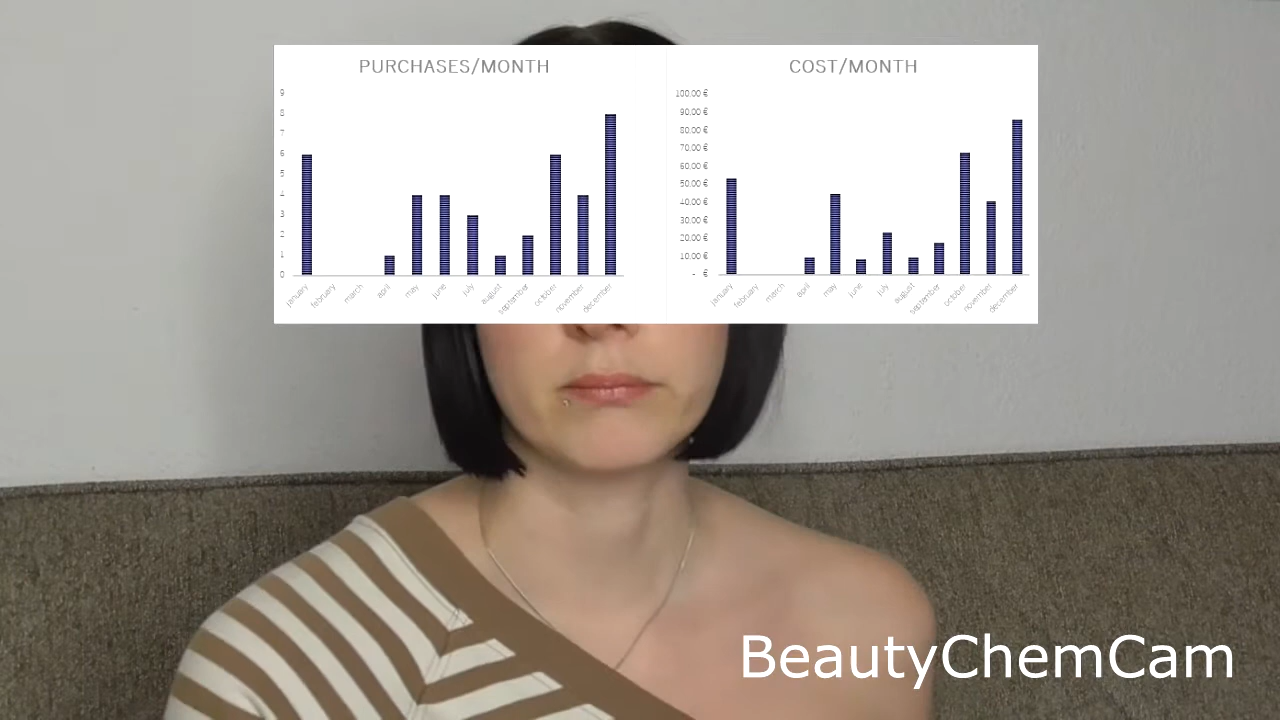 PURCHASES/MONTH
9
8
7
6
5
4
3
2
1
0
january
february
march
april
may
june
july
august
september
october
november
december
COST/MONTH
100.00 €
90.00 €
80.00 €
70.00 €
60.00 €
50.00 €
40.00 €
30.00 €
20.00 €
10.00 €
- €
january
february
march
april
may
june
july
august
september
october
november
december
BeautyChemCam